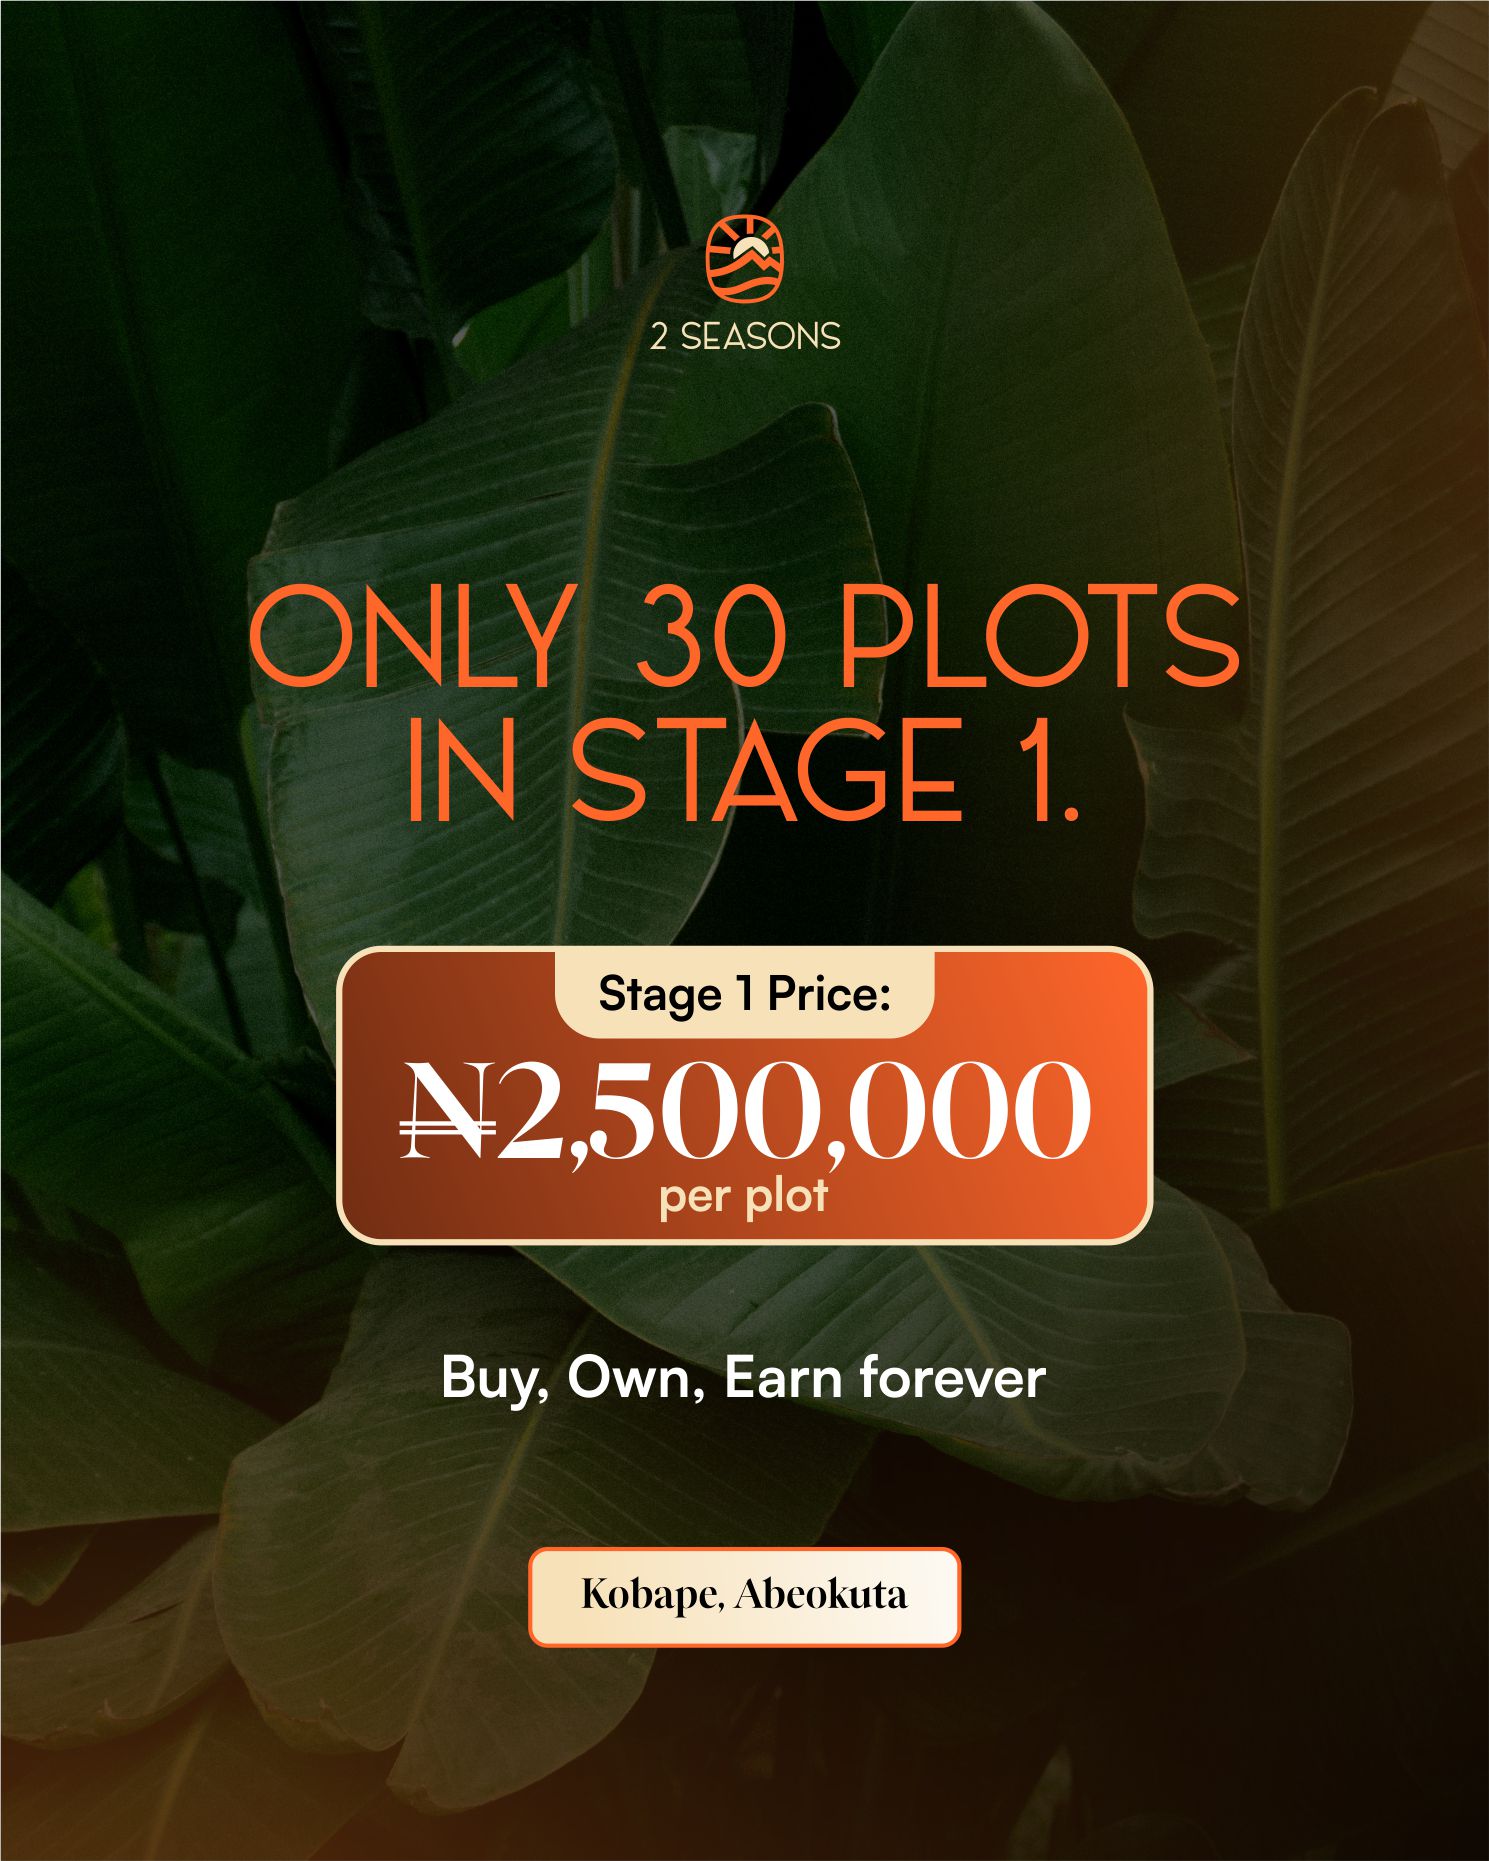 2 SEASONS
ONLY 30 PLOTS
IN STAGE 1.
Stage 1 Price:
₦2,500,000
per plot
Buy, Own, Earn forever
Kobape, Abeokuta